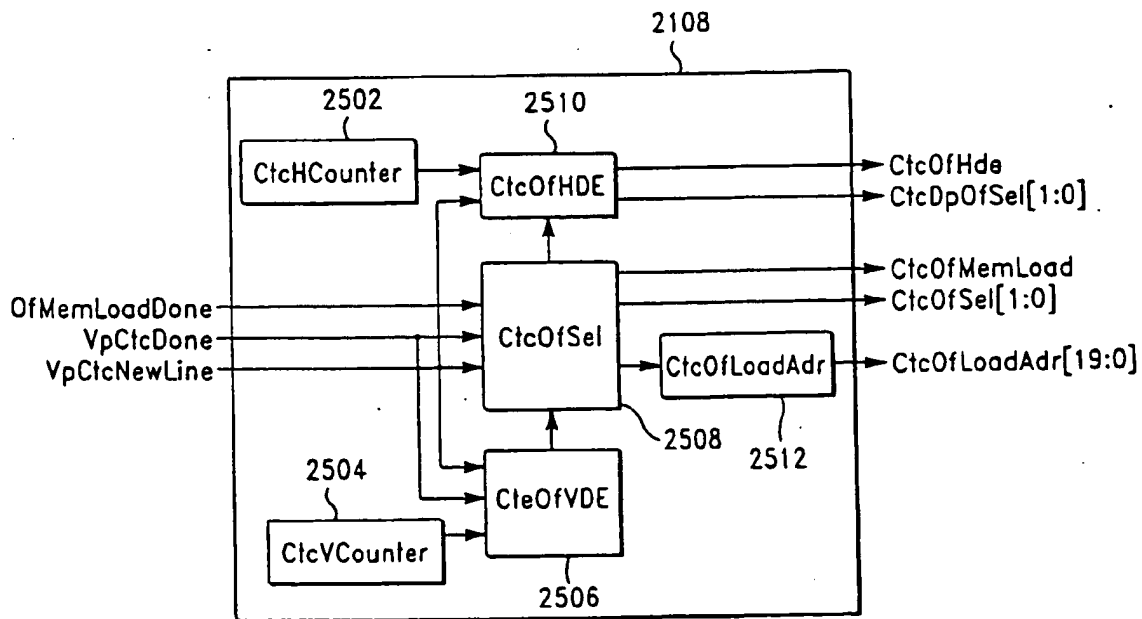 2108
2502
2510
CtcHCounter
CtcOfHDE
CtcOfHde
CtcDpOfSel[1:0]
OfMemLoadDone
VpCtcDone
VpCtcNewLine
CtcOfSel
CtcOfMemLoad
CtcOfSel[1:0]
CtcOfLoadAdr
CtcOfLoadAdr[19:0]
2508
2512
2504
CteOfVDE
CtcVCounter
2506